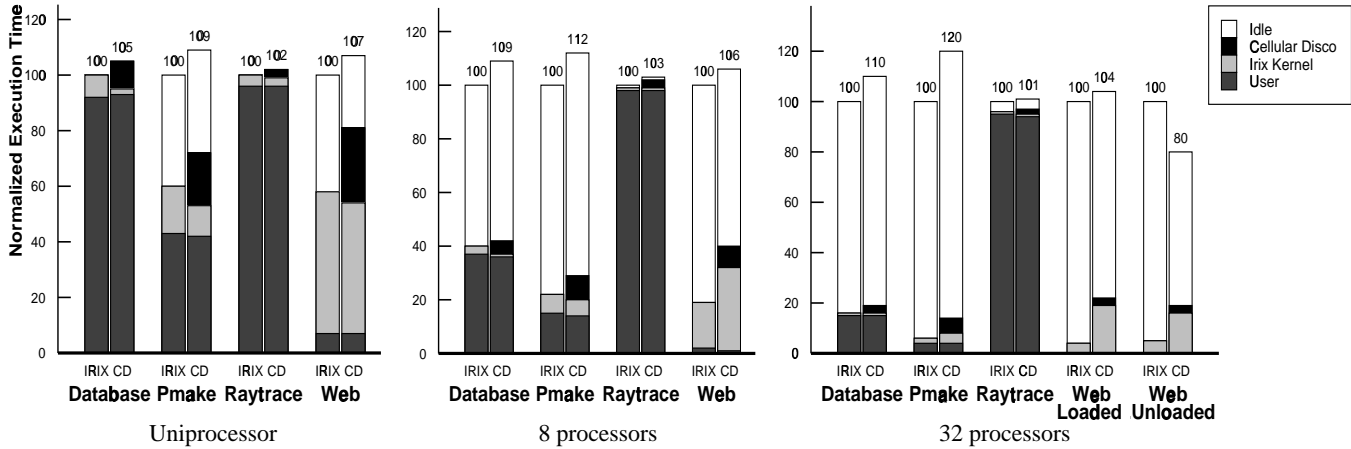 Normalized Execution Time
120
100
80
60
40
20
0
100 105 100 109 100 102 100 107
IRIX CD IRIX CD IRIX CD IRIX CD
Database Pmake Raytrace Web
Uniprocessor
120
100
80
60
40
20
0
100 109 100 112 100 103 100 106
IRIX CD IRIX CD IRIX CD IRIX CD
Database Pmake Raytrace Web
8 processors
120
100
80
60
40
20
0
100 110 100 120 100 101 100 104 100 80
IRIX CD IRIX CD IRIX CD IRIX CD IRIX CD
Database Pmake Raytrace Web Web
Loaded Unloaded
32 processors
Idle
Cellular Disco
Irix Kernel
User